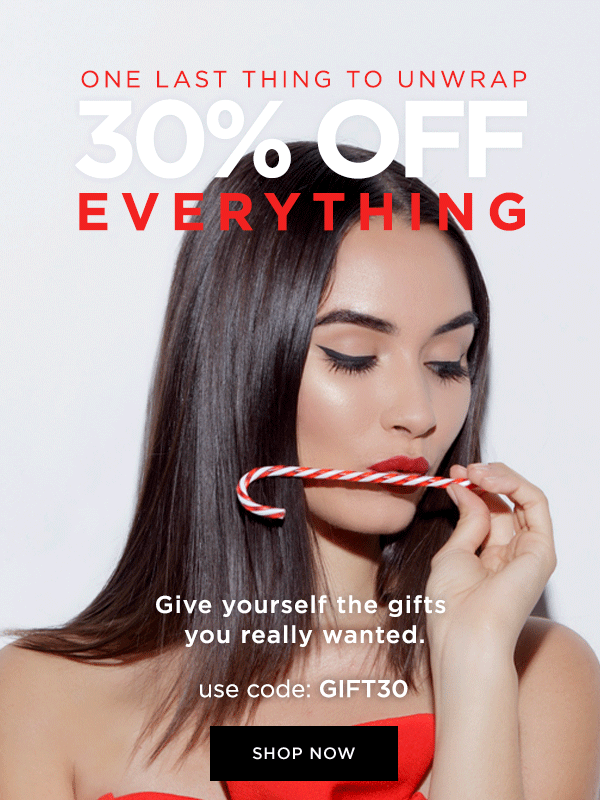 ONE LAST THING TO UNWRAP
30% OFF
EVERYTHING
Give yourself the gifts
you really wanted.
use code: GIFT30
SHOP NOW